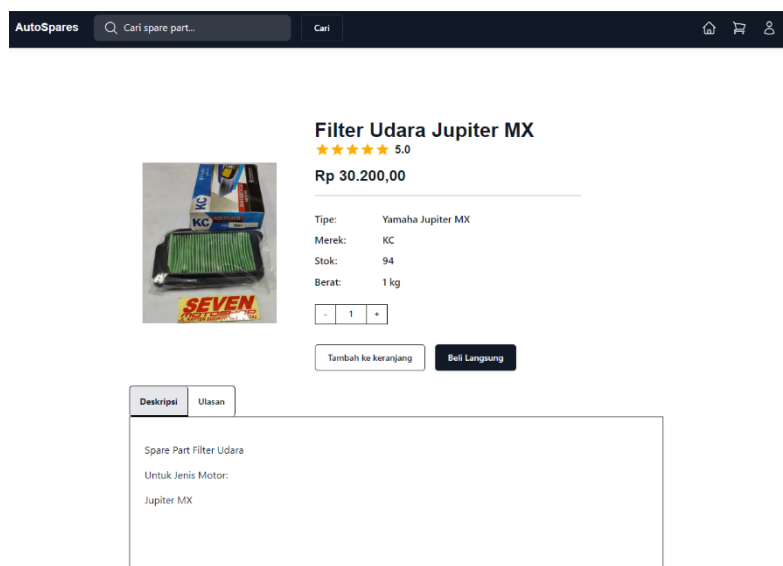 AutoSpares
Cari spare part...
Cari
Filter Udara Jupiter MX
5.0
Rp 30.200,00
Tipe: Yamaha Jupiter MX
Merek: KC
Stok: 94
Berat: 1 kg
- 1 +
Tambah ke keranjang
Beli Langsung
KC
KC
SEVEN
Deskripsi
Ulasan
Spare Part Filter Udara
Untuk Jenis Motor:
Jupiter MX